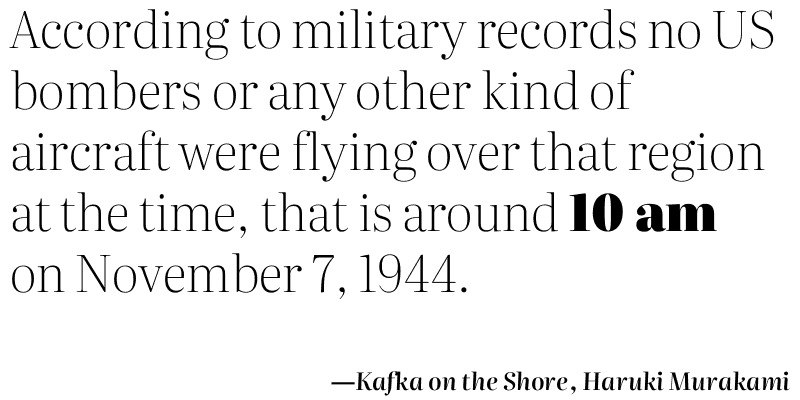 According to military records no US
bombers or any other kind of
aircraft were flying over that region
at the time, that is around 10 am
on November 7, 1944.
—Kafka on the Shore, Haruki Murakami